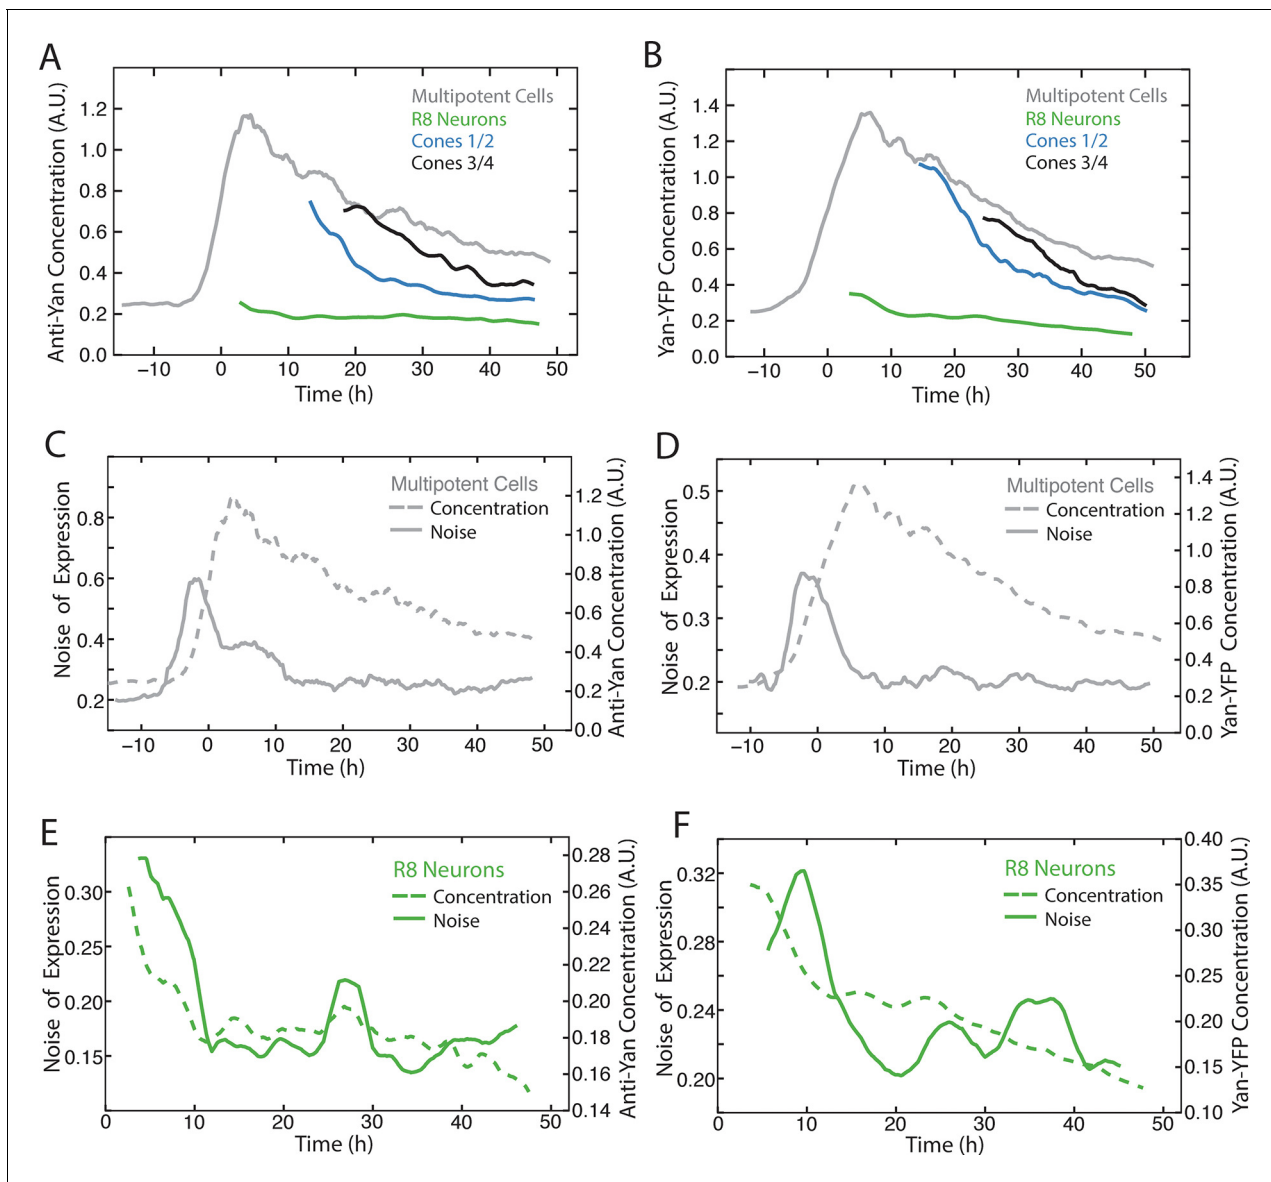 A
Anti-Yan Concentration (A.U.)
1.2
1.0
0.8
0.6
0.4
0.2
0.0
Multipotent Cells
R8 Neurons
Cones 1/2
Cones 3/4
−10 0 10 20 30 40 50
Time (h)
B
Yan-YFP Concentration (A.U.)
1.4
1.2
1.0
0.8
0.6
0.4
0.2
0.0
Multipotent Cells
R8 Neurons
Cones 1/2
Cones 3/4
−10 0 10 20 30 40 50
Time (h)
C
Noise of Expression
0.8
0.6
0.4
0.2
Multipotent Cells
Concentration
Noise
1.2
1.0
0.8
0.6
0.4
0.2
0.0
Anti-Yan Concentration (A.U.)
−10 0 10 20 30 40 50
Time (h)
D
Noise of Expression
0.5
0.4
0.3
0.2
Multipotent Cells
Concentration
Noise
1.4
1.2
1.0
0.8
0.6
0.4
0.2
0.0
Yan-YFP Concentration (A.U.)
−10 0 10 20 30 40 50
Time (h)
E
Noise of Expression
0.30
0.25
0.20
0.15
R8 Neurons
Concentration
Noise
0.28
0.26
0.24
0.22
0.20
0.18
0.16
0.14
Anti-Yan Concentration (A.U.)
0 10 20 30 40 50
Time (h)
F
Noise of Expression
0.32
0.28
0.24
0.20
R8 Neurons
Concentration
Noise
0.40
0.35
0.30
0.25
0.20
0.15
0.10
Yan-YFP Concentration (A.U.)
0 10 20 30 40 50
Time (h)